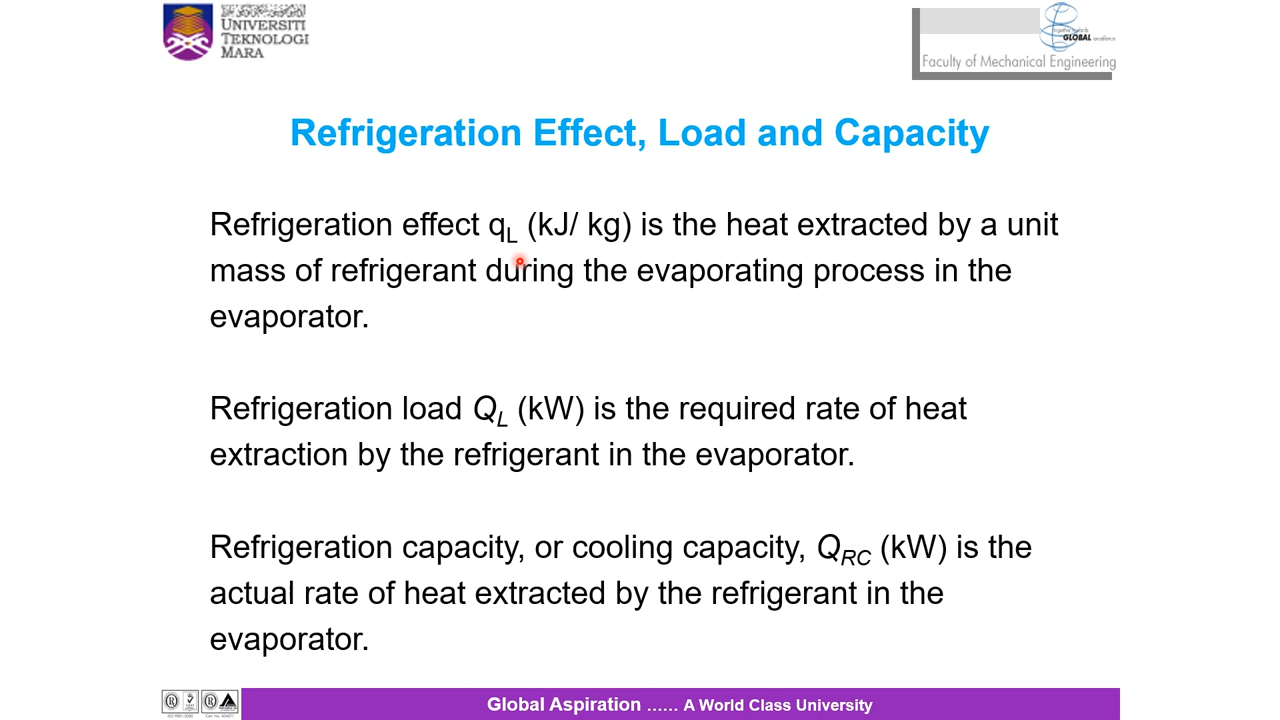 UNIVERSITI
TEKNOLOGI
MARA
GLOBAL
Faculty of Mechanical Engineering
Refrigeration Effect, Load and Capacity
Refrigeration effect qL (kJ/ kg) is the heat extracted by a unit
mass of refrigerant during the evaporating process in the
evaporator.
Refrigeration load QL (kW) is the required rate of heat
extraction by the refrigerant in the evaporator.
Refrigeration capacity, or cooling capacity, QRC (kW) is the
actual rate of heat extracted by the refrigerant in the
evaporator.
Global Aspiration ...... A World Class University